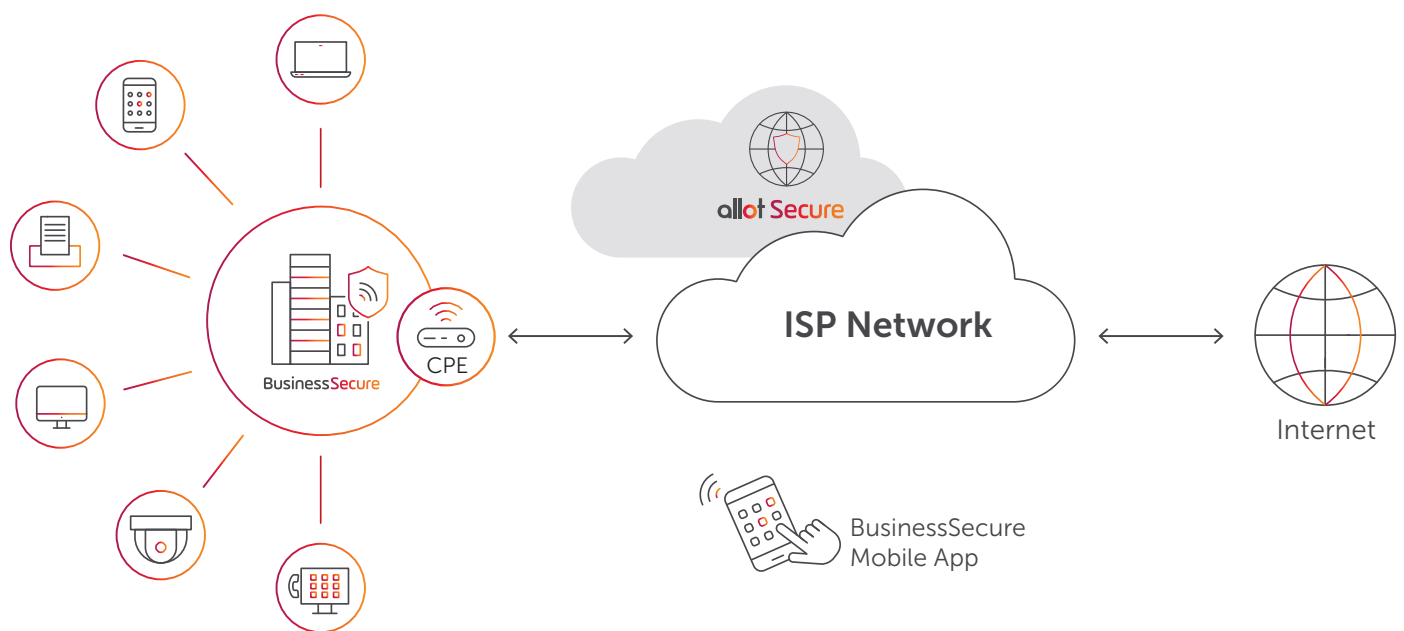 allot Secure
ISP Network
CPE
BusinessSecure
Internet
BusinessSecure
Mobile App